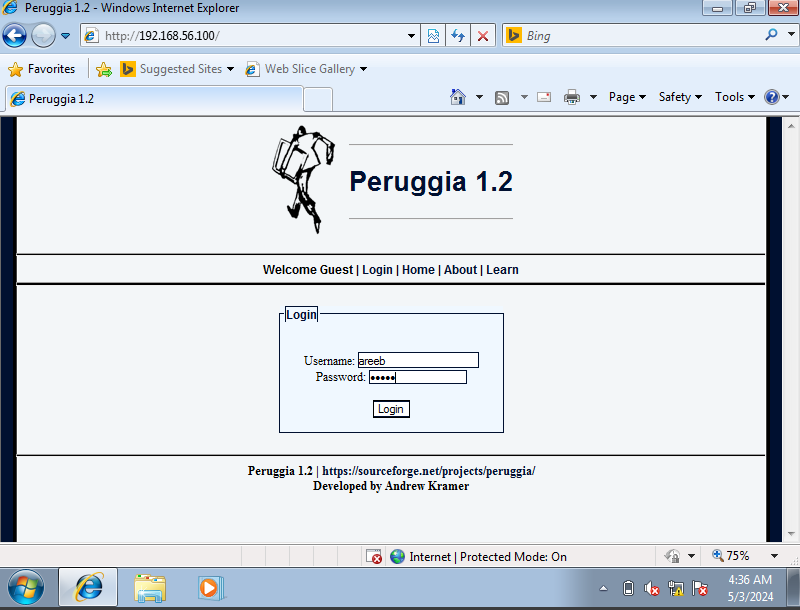 Peruggia 1.2 - Windows Internet Explorer
http://192.168.56.100/
Bing
Favorites
Suggested Sites
Web Slice Gallery
Peruggia 1.2
Page
Safety
Tools
Peruggia 1.2
Welcome Guest | Login | Home | About | Learn
Login
Username: areeb
Password: •••••
Login
Peruggia 1.2 | https://sourceforge.net/projects/peruggia/
Developed by Andrew Kramer
Internet | Protected Mode: On
75%
4:36 AM
5/3/2024